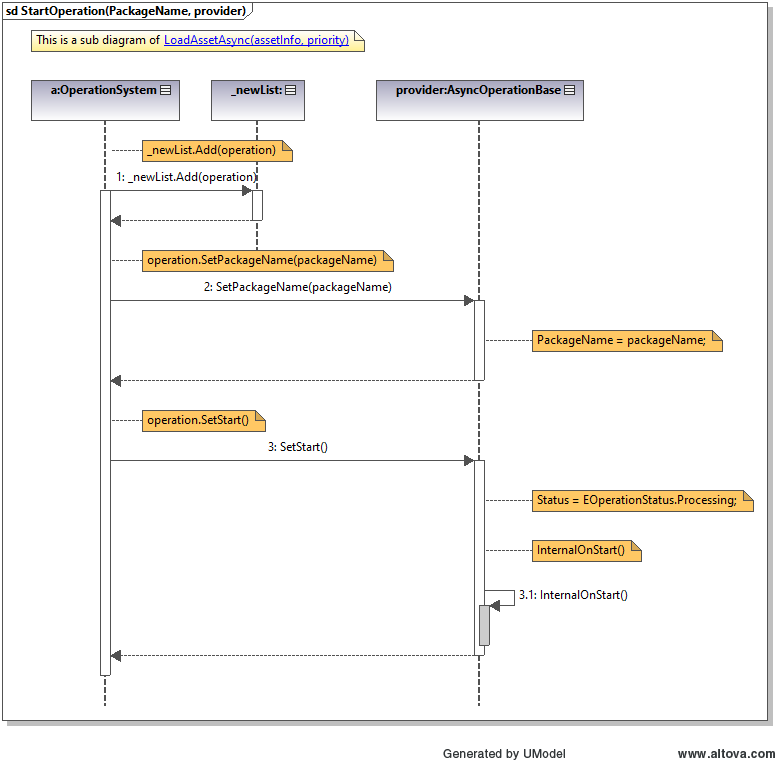 sd StartOperation(PackageName, provider)
This is a sub diagram of LoadAssetAsync(assetInfo, priority)
a:OperationSystem
_newList:
provider:AsyncOperationBase
_newList.Add(operation)
1: _newList.Add(operation)
operation.SetPackageName(packageName)
2: SetPackageName(packageName)
PackageName = packageName;
operation.SetStart()
3: SetStart()
Status = EOperationStatus.Processing;
InternalOnStart()
3.1: InternalOnStart()
Generated by UModel
www.altova.com